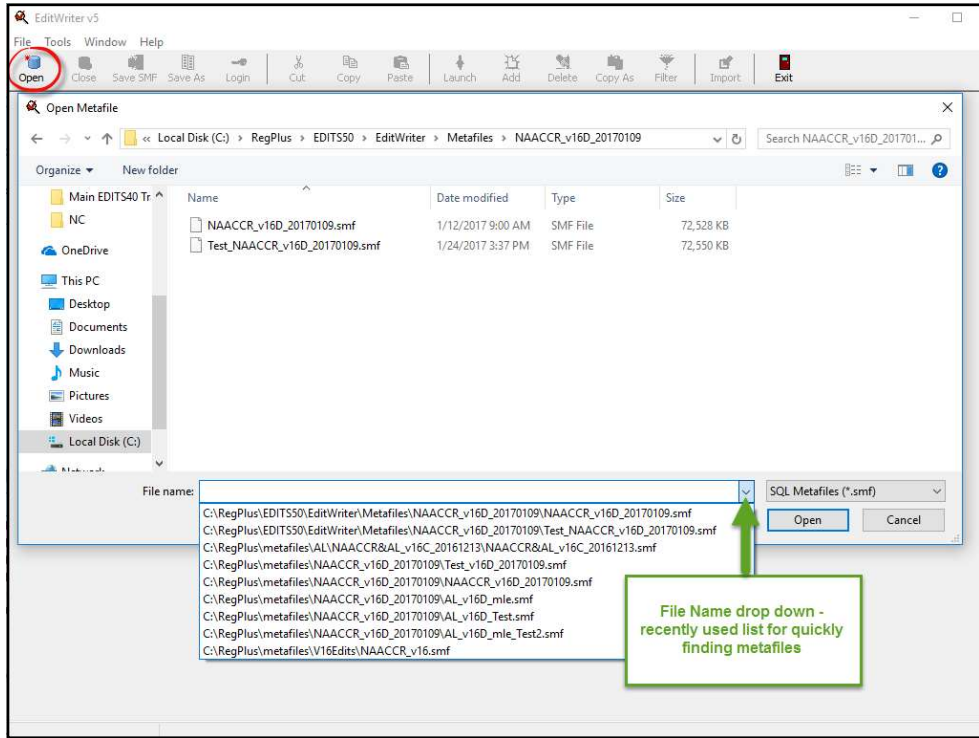 EditWriter v5
File Tools Window Help
Open Close Save SMF Save As Login Cut Copy Paste Launch Add Delete Copy As Filter Import Exit
Open Metafile
« Local Disk (C:) › RegPlus › EDITS50 › EditWriter › Metafiles › NAACCR_v16D_20170109
Search NAACCR_v16D_201701...
Organize New folder
Main EDITS40 Tr
Name Date modified Type Size
NC
NAACCR_v16D_20170109.smf 1/12/2017 9:00 AM SMF File 72,528 KB
Test_NAACCR_v16D_20170109.smf 1/24/2017 3:37 PM SMF File 72,550 KB
OneDrive
This PC
Desktop
Documents
Downloads
Music
Pictures
Videos
Local Disk (C:)
Network
File name: SQL Metafiles (*.smf)
Open Cancel
C:\RegPlus\EDITS50\EditWriter\Metafiles\NAACCR_v16D_20170109\NAACCR_v16D_20170109.smf
C:\RegPlus\EDITS50\EditWriter\Metafiles\NAACCR_v16D_20170109\Test_NAACCR_v16D_20170109.smf
C:\RegPlus\metafiles\AL\NAACCR&AL_v16C_20161213\NAACCR&AL_v16C_20161213.smf
C:\RegPlus\metafiles\NAACCR_v16D_20170109\Test_v16D_20170109.smf
C:\RegPlus\metafiles\NAACCR_v16D_20170109\NAACCR_v16D_20170109.smf
C:\RegPlus\metafiles\NAACCR_v16D_20170109\AL_v16D_mle.smf
C:\RegPlus\metafiles\NAACCR_v16D_20170109\AL_v16D_Test.smf
C:\RegPlus\metafiles\NAACCR_v16D_20170109\AL_v16D_mle_Test2.smf
C:\RegPlus\metafiles\V16Edits\NAACCR_v16.smf
File Name drop down -
recently used list for quickly
finding metafiles